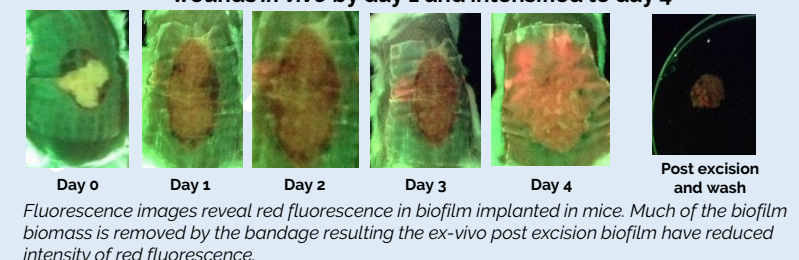 wounds in vivo by day 1 and intensified to day 4
Day 0
Day 1
Day 2
Day 3
Day 4
Post excision
and wash
Fluorescence images reveal red fluorescence in biofilm implanted in mice. Much of the biofilm
biomass is removed by the bandage resulting the ex-vivo post excision biofilm have reduced
intensity of red fluorescence.